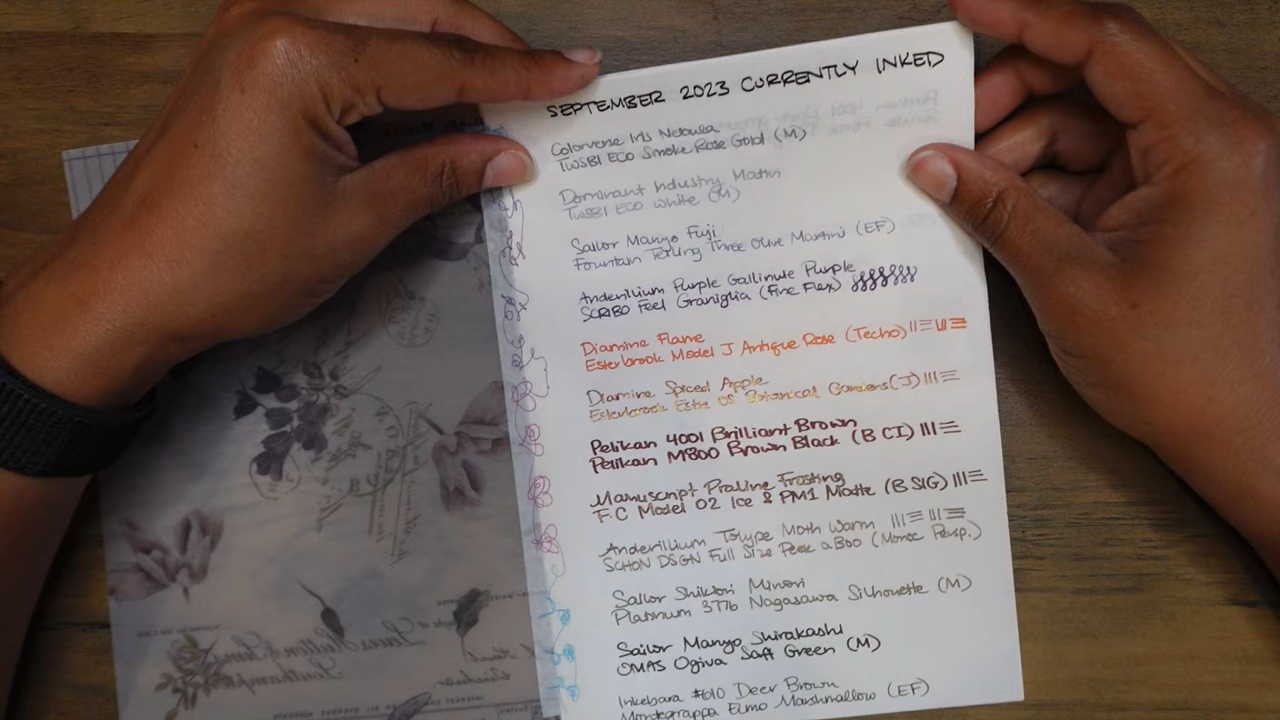 SEPTEMBER 2023 CURRENTLY INKED
Colorverse Iris Nebula
TWSBI ECO Smoke Rose Gold (M)
Dominant Industry Matin
TWSBI ECO White (M)
Sailor Manyo Fuji
Fountain Terling Three Olive Martini (EF)
Anderillium Purple Gallinule Purple
SCRIBO Feel Graniglia (Fine Flex)
Diamine Flame
Esterbrook Model J Antique Rose (Techo)
Diamine Spiced Apple
Esterbrook Estie OS Botanical Gardens (J)
Pelikan 4001 Brilliant Brown
Pelikan M800 Brown Black (B CI)
Manuscript Praline Frosting
F-C Model 02 Ice & PM1 Matte (B SIG)
Anderillium Tolype Moth Warm
SCHON DSGN Full Size Peek a Boo (Monoc Persp.)
Sailor Shikiori Minori
Platinum 3776 Nagasawa Silhouette (M)
Sailor Manyo Shirakashi
OMAS Ogiva Saft Green (M)
Inkebara #610 Deer Brown
Montegrappa Elmo Marshmallow (EF)